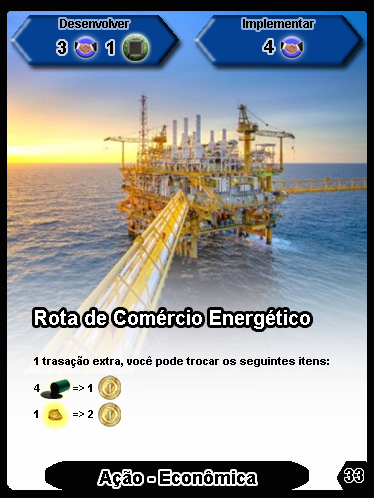 Desenvolver
Implementar
3 1
4
Rota de Comércio Energético
1 trasação extra, você pode trocar os seguintes itens:
4 => 1
1 => 2
Ação - Econômica
33